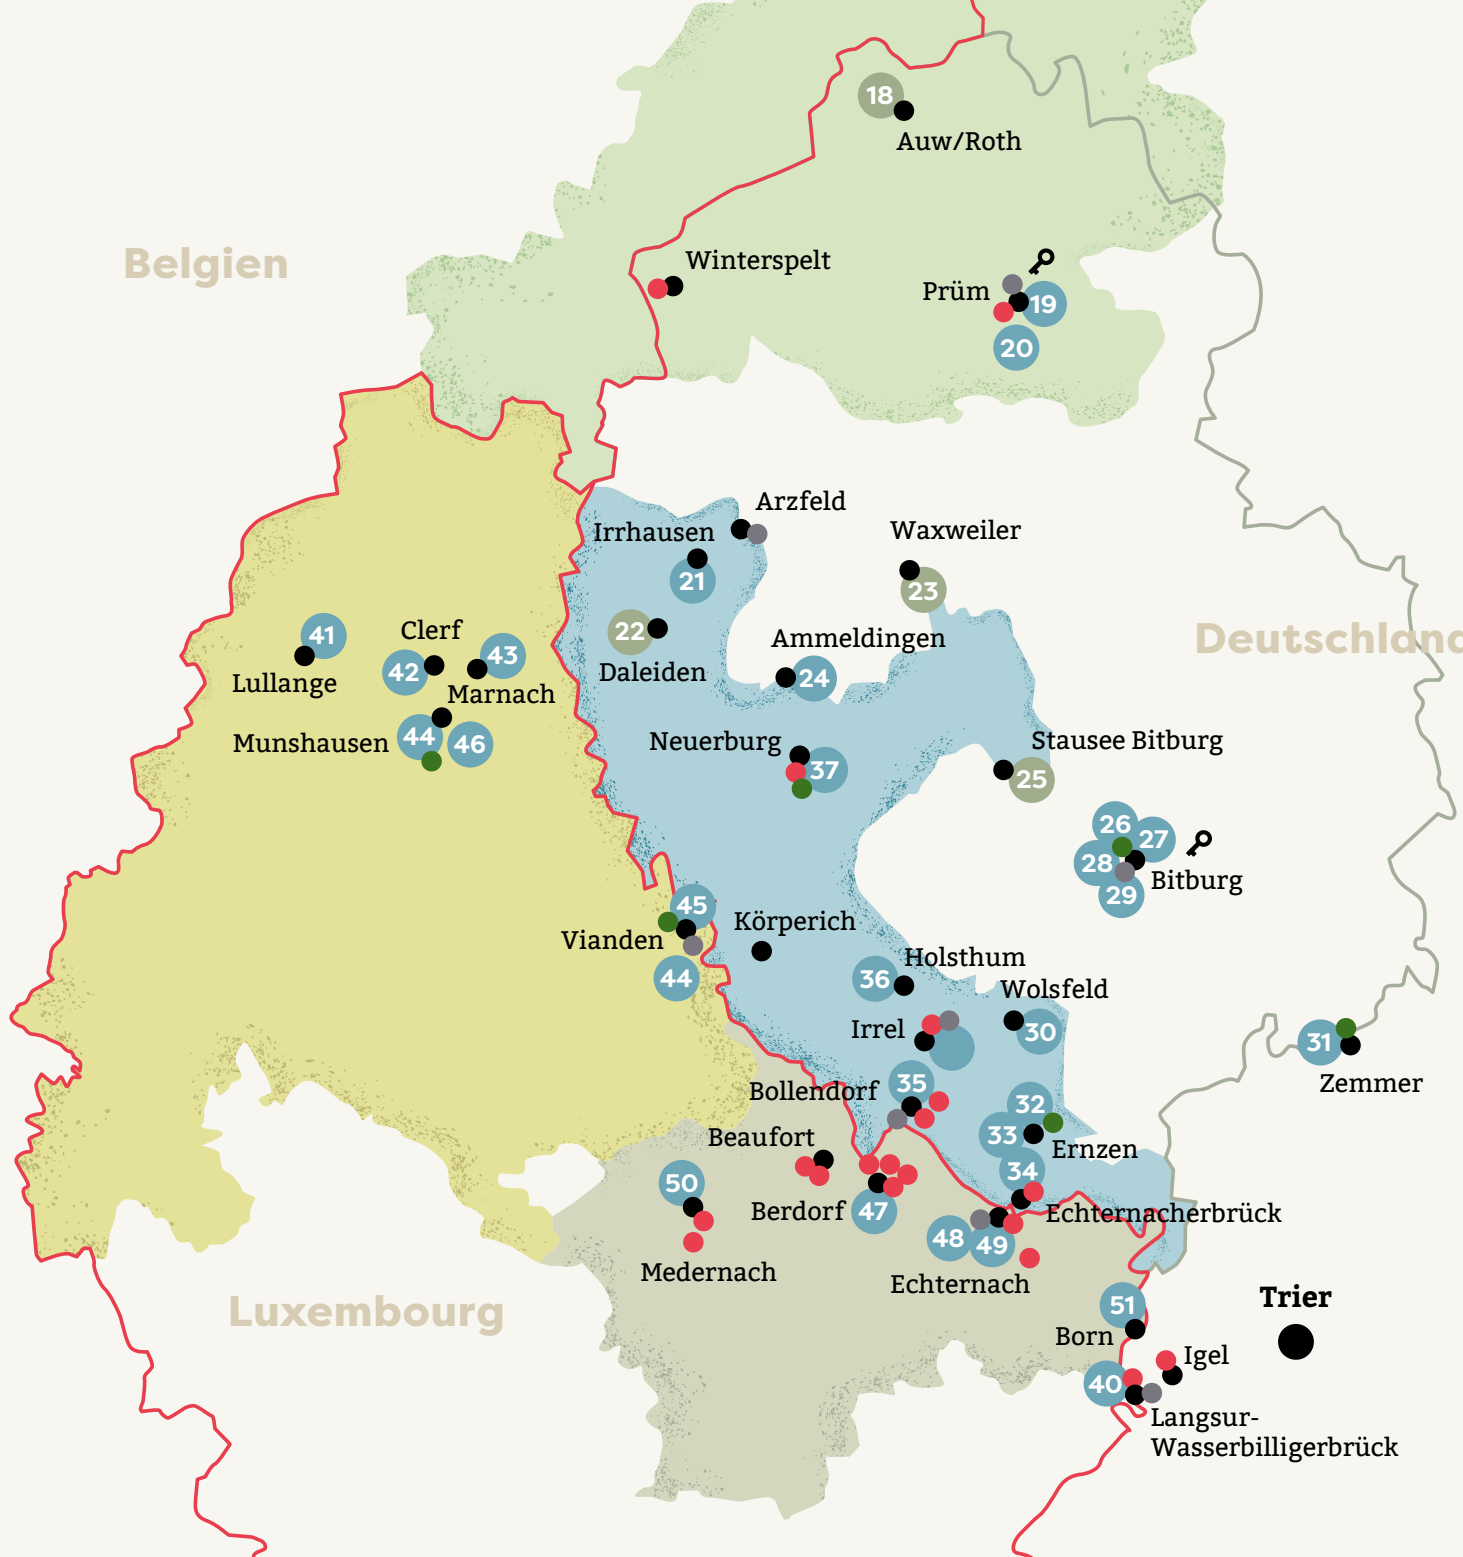 18
Auw/Roth
Belgien
Winterspelt
Prüm
19
20
Arzfeld
Irrhausen
21
Waxweiler
23
22
Daleiden
Ammeldingen
24
Deutschland
41
Lullange
Clerf
42
43
Marnach
Munshausen
44
46
Neuerburg
37
Stausee Bitburg
25
26
27
28
29
Bitburg
45
Vianden
44
Körperich
Holsthum
36
Wolsfeld
30
Irrel
31
Zemmer
35
Bollendorf
32
33
Ernzen
34
Echternacherbrück
Beaufort
50
Medernach
Berdorf
47
48
49
Echternach
Luxembourg
51
Born
Trier
Igel
40
Langsur-
Wasserbilligerbrück